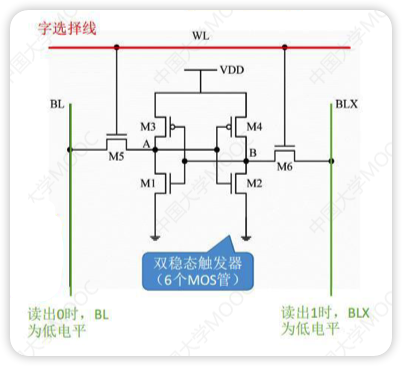 字选择线
WL
VDD
BL
BLX
M3
M4
A
B
M5
M6
M1
M2
双稳态触发器
（6个MOS管）
读出0时，BL
为低电平
读出1时，BLX
为低电平
中国大学MOOC